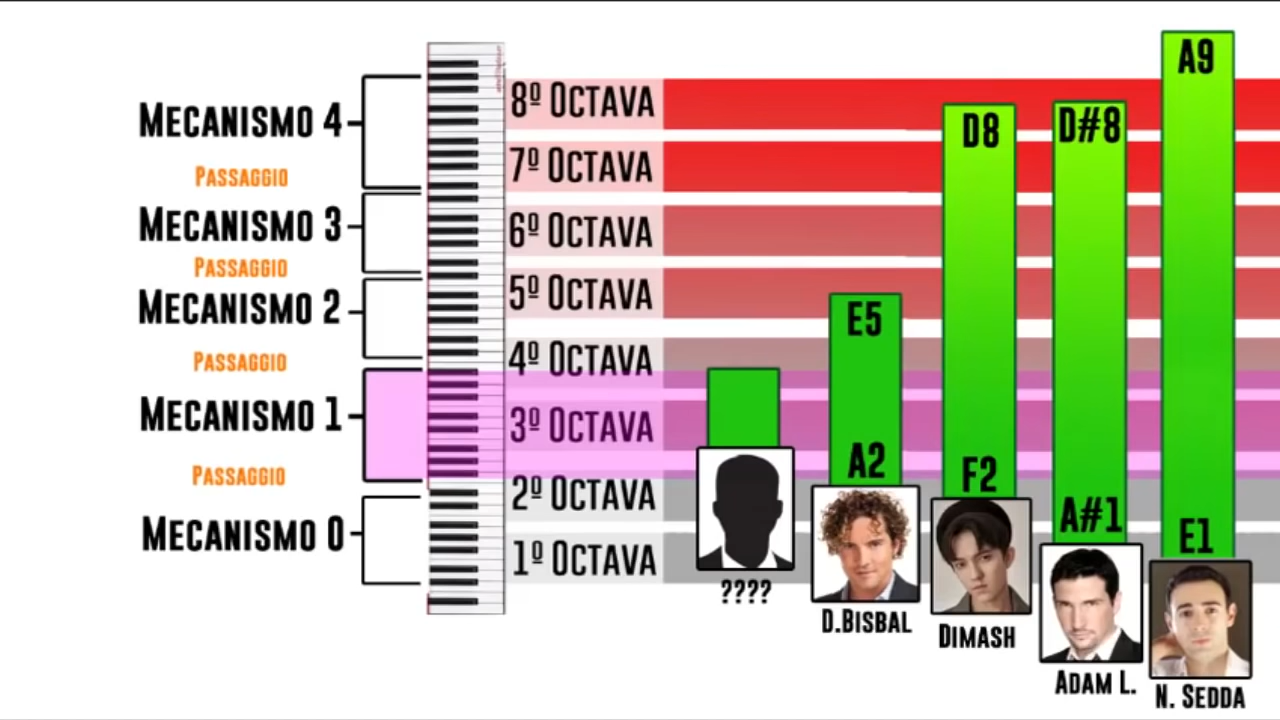 Mecanismo 4
Passaggio
Mecanismo 3
Passaggio
Mecanismo 2
Passaggio
Mecanismo 1
Passaggio
Mecanismo 0
8º Octava
7º Octava
6º Octava
5º Octava
4º Octava
3º Octava
2º Octava
1º Octava
????
E5
A2
D.Bisbal
D8
F2
Dimash
D#8
A#1
Adam L.
A9
E1
N. Sedda